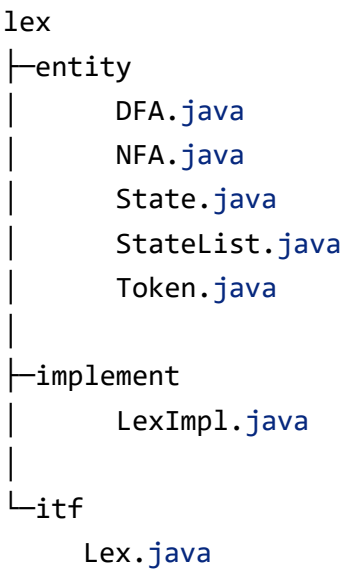 lex
├─entity
│      DFA.java
│      NFA.java
│      State.java
│      StateList.java
│      Token.java
│
├─implement
│      LexImpl.java
│
└─itf
     Lex.java